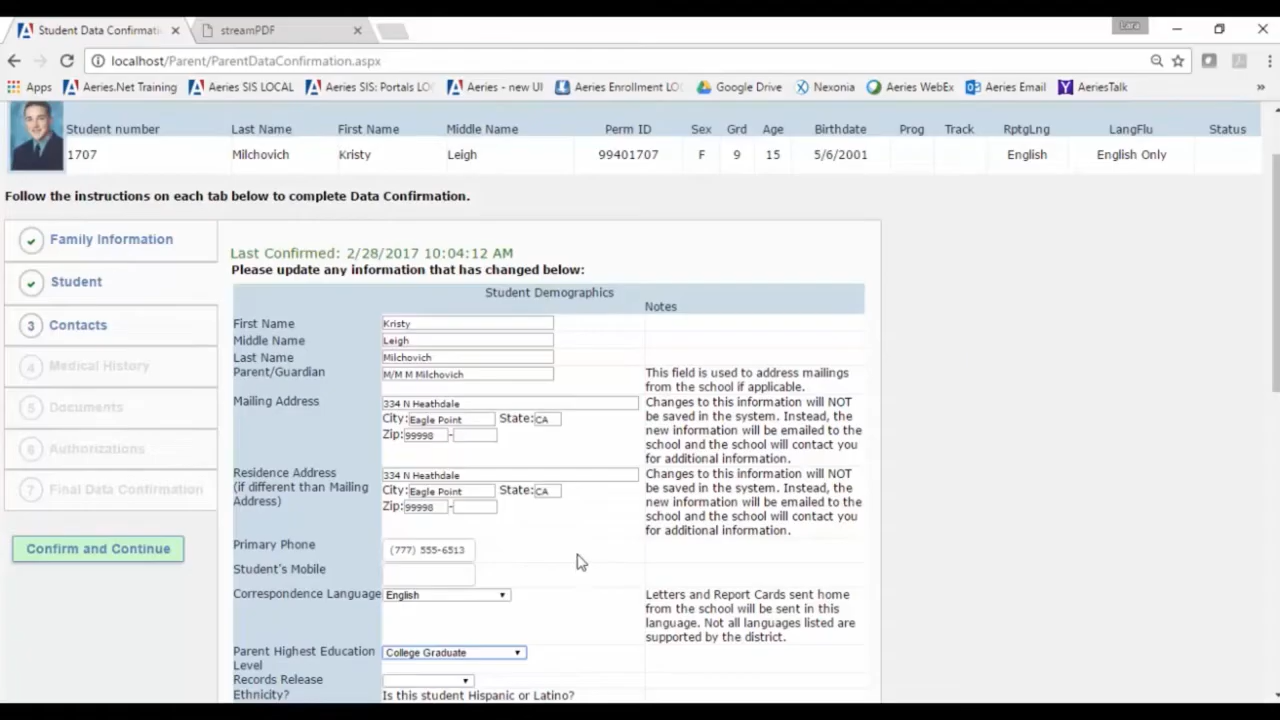 Student Data Confirmati
streamPDF
Lara
localhost/Parent/ParentDataConfirmation.aspx
Apps Aeries.Net Training Aeries SIS LOCAL Aeries SIS: Portals LO Aeries - new UI Aeries Enrollment LO Google Drive Nexonia Aeries WebEx Aeries Email AeriesTalk »
Student number Last Name First Name Middle Name Perm ID Sex Grd Age Birthdate Prog Track RptgLng LangFlu Status
1707 Milchovich Kristy Leigh 99401707 F 9 15 5/6/2001 English English Only
Follow the instructions on each tab below to complete Data Confirmation.
Family Information
Student
3 Contacts
4 Medical History
5 Documents
6 Authorizations
7 Final Data Confirmation
Confirm and Continue
Last Confirmed: 2/28/2017 10:04:12 AM
Please update any information that has changed below:
Student Demographics
Notes
First Name Kristy
Middle Name Leigh
Last Name Milchovich
Parent/Guardian M/M M Milchovich
This field is used to address mailings
from the school if applicable.
Mailing Address 334 N Heathdale
City: Eagle Point State: CA
Zip: 99998 -
Changes to this information will NOT
be saved in the system. Instead, the
new information will be emailed to the
school and the school will contact you
for additional information.
Residence Address
(if different than Mailing
Address)
334 N Heathdale
City: Eagle Point State: CA
Zip: 99998 -
Changes to this information will NOT
be saved in the system. Instead, the
new information will be emailed to the
school and the school will contact you
for additional information.
Primary Phone (777) 555-6513
Student's Mobile
Correspondence Language English
Letters and Report Cards sent home
from the school will be sent in this
language. Not all languages listed are
supported by the district.
Parent Highest Education
Level
College Graduate
Records Release
Ethnicity? Is this student Hispanic or Latino?